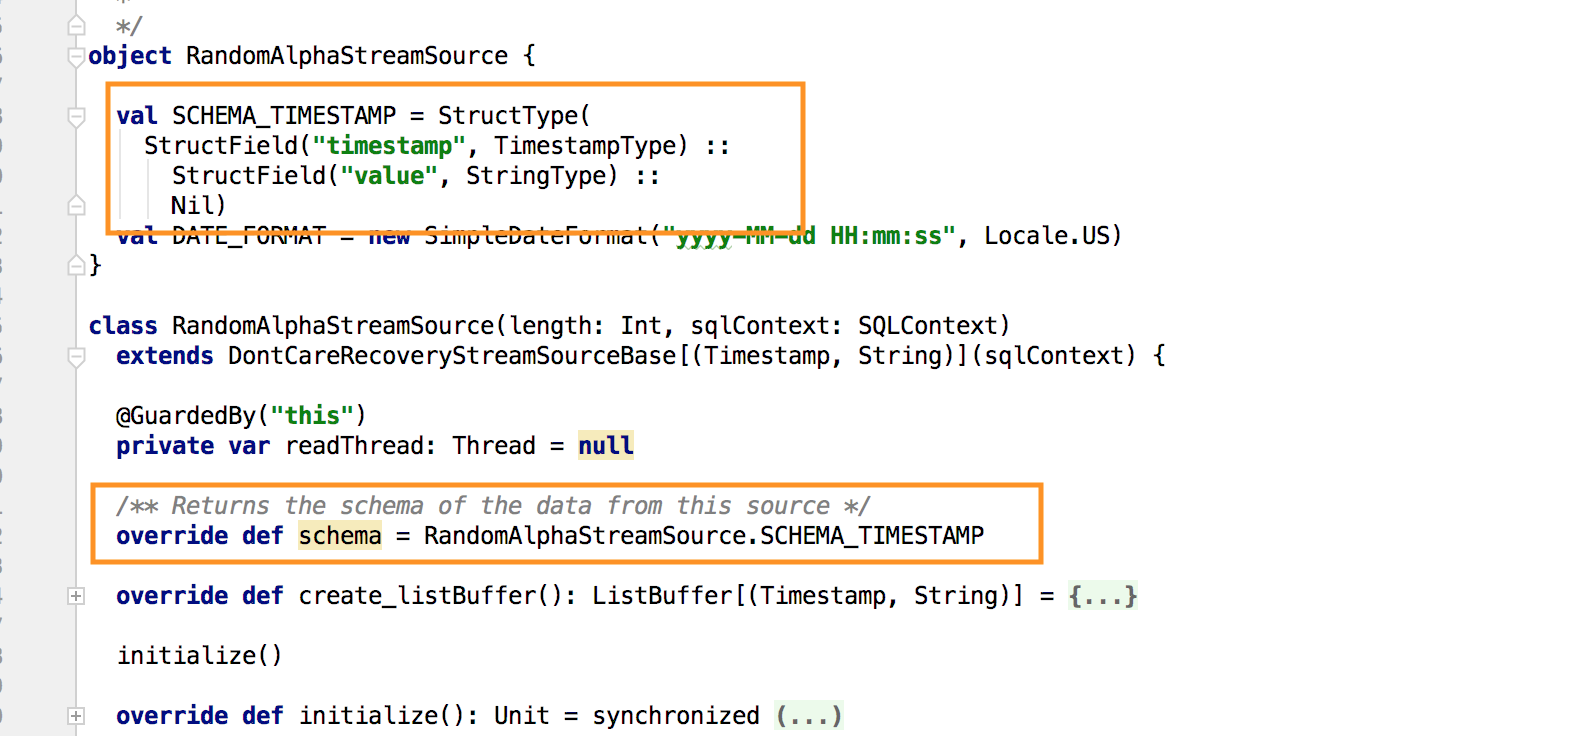 */
object RandomAlphaStreamSource {
val SCHEMA_TIMESTAMP = StructType(
StructField("timestamp", TimestampType) ::
StructField("value", StringType) ::
Nil)
val DATE_FORMAT = new SimpleDateFormat("yyyy-MM-dd HH:mm:ss", Locale.US)
}
class RandomAlphaStreamSource(length: Int, sqlContext: SQLContext)
extends DontCareRecoveryStreamSourceBase[(Timestamp, String)](sqlContext) {
@GuardedBy("this")
private var readThread: Thread = null
/** Returns the schema of the data from this source */
override def schema = RandomAlphaStreamSource.SCHEMA_TIMESTAMP
override def create_listBuffer(): ListBuffer[(Timestamp, String)] = {...}
initialize()
override def initialize(): Unit = synchronized (...)